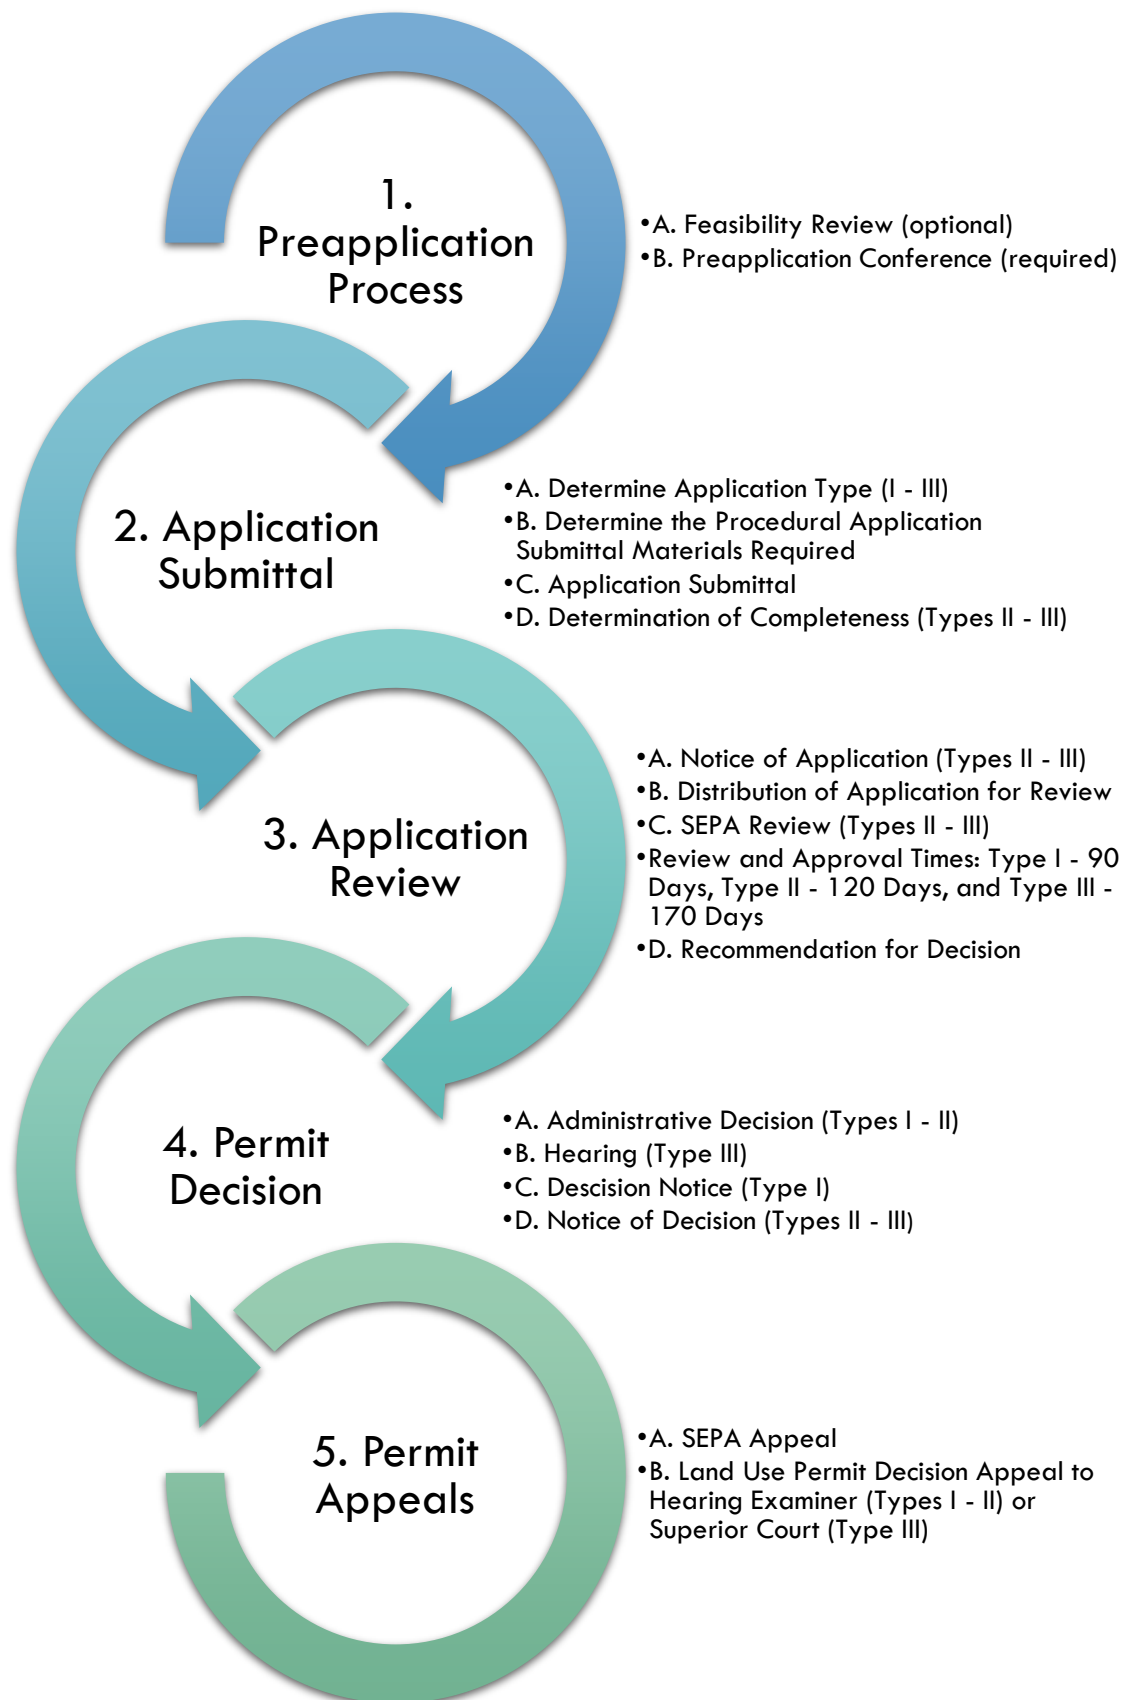 1.
Preapplication
Process
•A. Feasibility Review (optional)
•B. Preapplication Conference (required)
2. Application
Submittal
•A. Determine Application Type (I - III)
•B. Determine the Procedural Application
Submittal Materials Required
•C. Application Submittal
•D. Determination of Completeness (Types II - III)
3. Application
Review
•A. Notice of Application (Types II - III)
•B. Distribution of Application for Review
•C. SEPA Review (Types II - III)
•Review and Approval Times: Type I - 90
Days, Type II - 120 Days, and Type III -
170 Days
•D. Recommendation for Decision
4. Permit
Decision
•A. Administrative Decision (Types I - II)
•B. Hearing (Type III)
•C. Descision Notice (Type I)
•D. Notice of Decision (Types II - III)
5. Permit
Appeals
•A. SEPA Appeal
•B. Land Use Permit Decision Appeal to
Hearing Examiner (Types I - II) or
Superior Court (Type III)